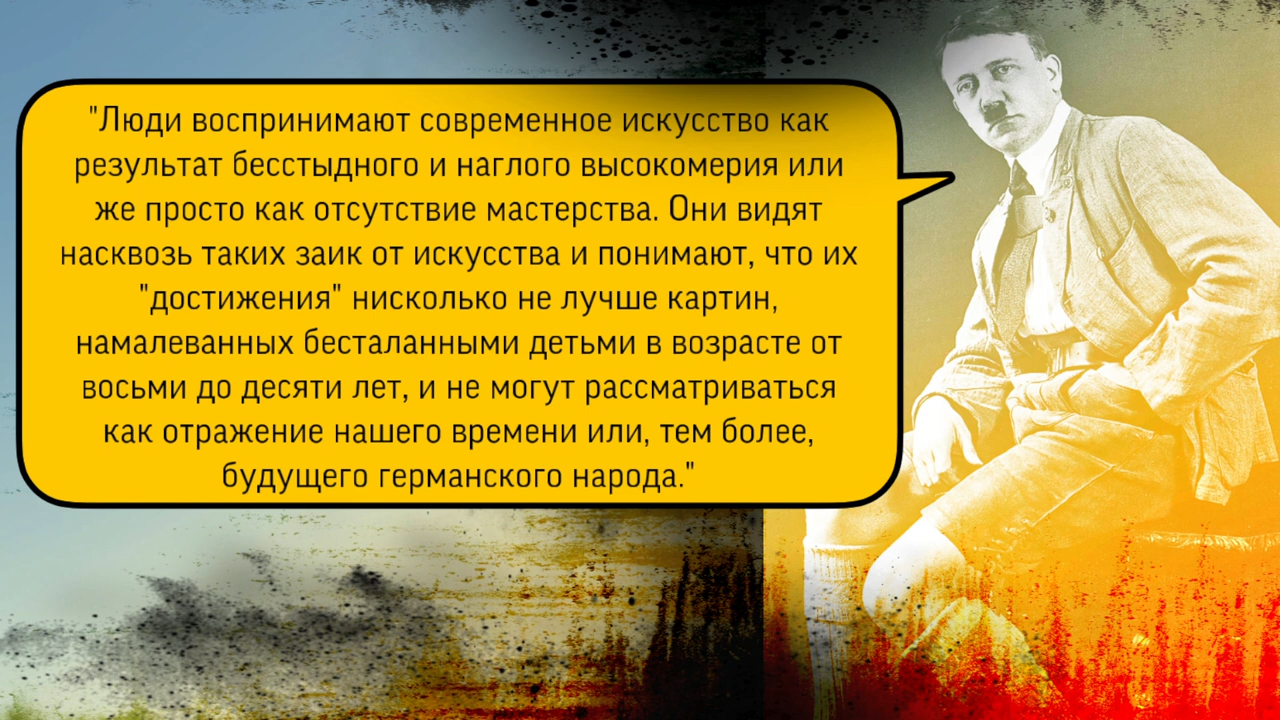 "Люди воспринимают современное искусство как
результат бесстыдного и наглого высокомерия или
же просто как отсутствие мастерства. Они видят
насквозь таких заик от искусства и понимают, что их
"достижения" нисколько не лучше картин,
намалеванных бесталанными детьми в возрасте от
восьми до десяти лет, и не могут рассматриваться
как отражение нашего времени или, тем более,
будущего германского народа."